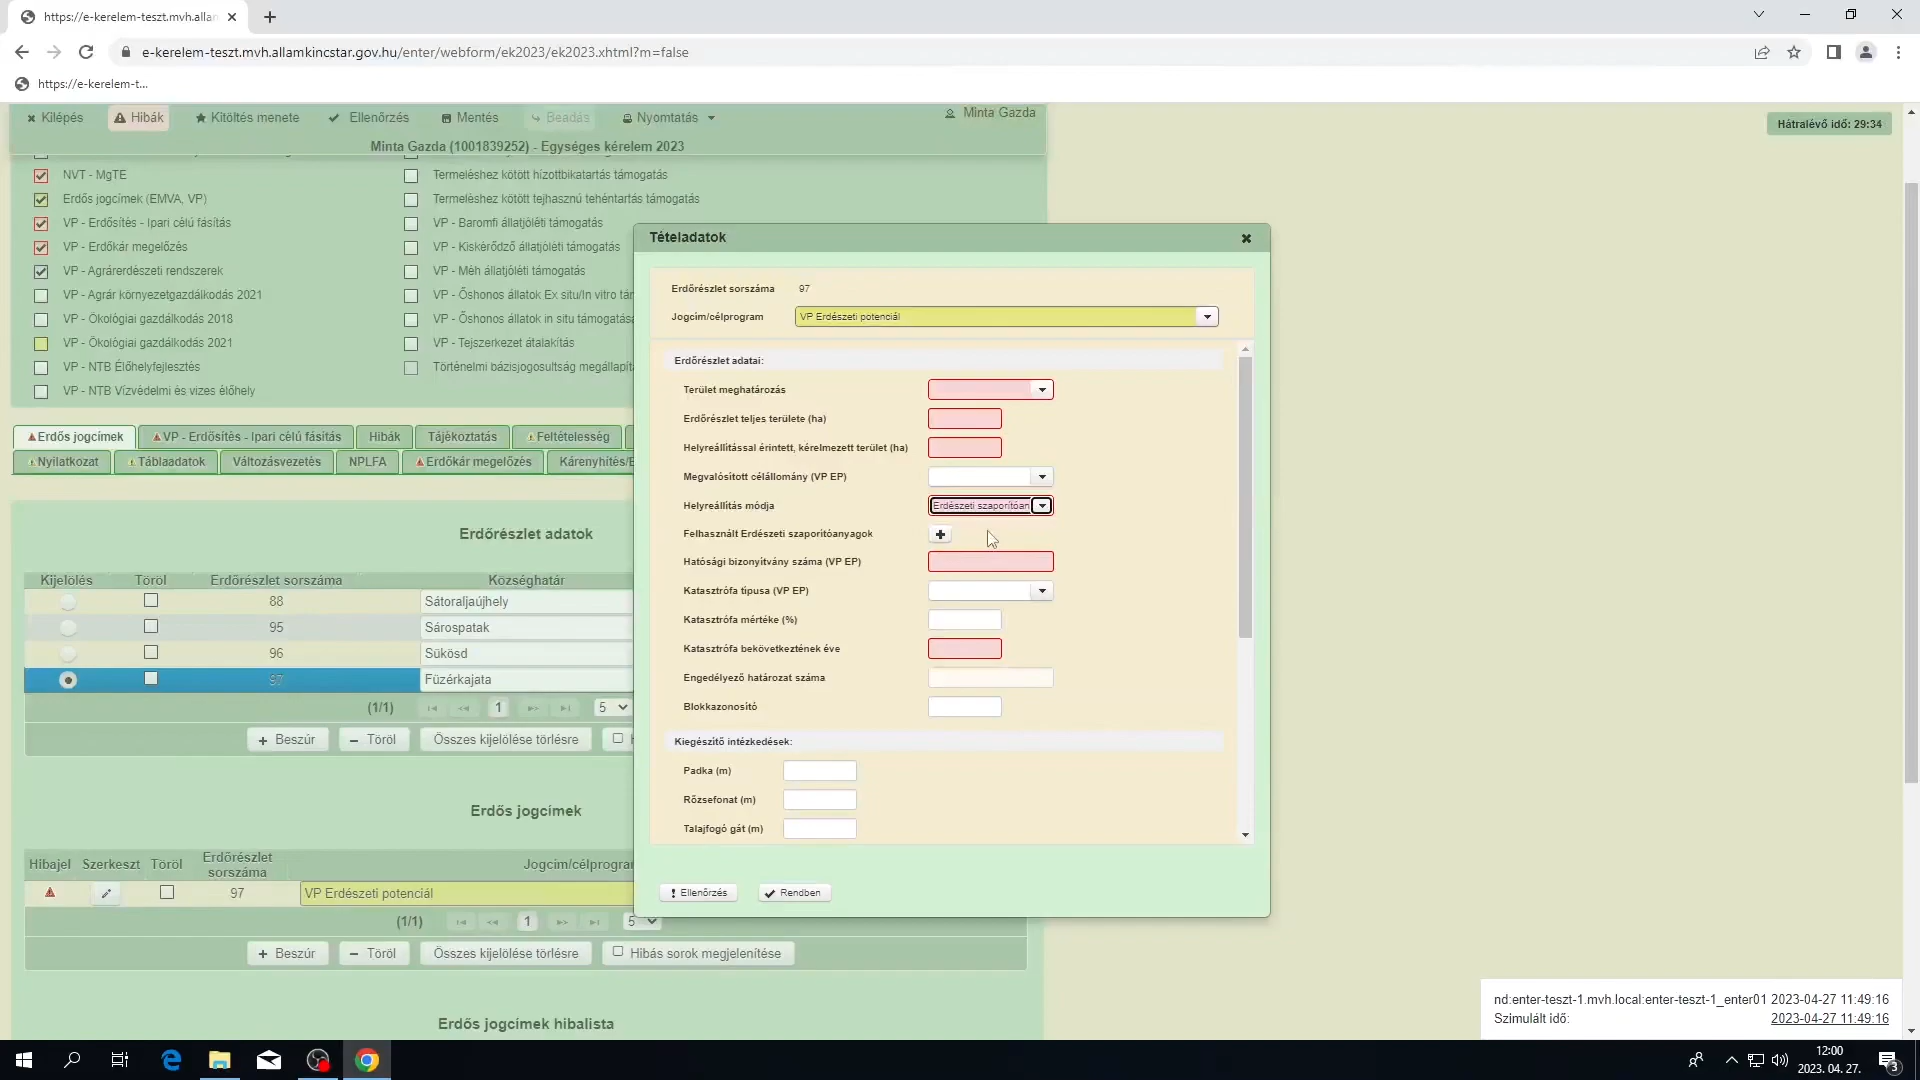 https://e-kerelem-teszt.mvh.allan
e-kerelem-teszt.mvh.allamkincstar.gov.hu/enter/webform/ek2023/ek2023.xhtml?m=false
https://e-kerelem-t...
Kilépés
Hibák
Kitöltés menete
Ellenőrzés
Mentés
Beadás
Nyomtatás
Minta Gazda
Hátralévő idő: 29:34
Minta Gazda (1001839252) - Egységes kérelem 2023
NVT - MgTE
Termeléshez kötött hízottbikatartás támogatás
Erdős jogcímek (EMVA, VP)
Termeléshez kötött tejhasznú tehéntartás támogatás
VP - Erdősítés - Ipari célú fásítás
VP - Baromfi állatjóléti támogatás
VP - Erdőkár megelőzés
VP - Kiskérődző állatjóléti támogatás
VP - Agrárerdészeti rendszerek
VP - Méh állatjóléti támogatás
VP - Agrár környezetgazdálkodás 2021
VP - Őshonos állatok Ex situ/In vitro tár
VP - Ökológiai gazdálkodás 2018
VP - Őshonos állatok in situ támogatása
VP - Ökológiai gazdálkodás 2021
VP - Tejszerkezet átalakítás
VP - NTB Élőhelyfejlesztés
Történelmi bázisjogosultság megállapít
VP - NTB Vízvédelmi és vizes élőhely
Erdős jogcímek
VP - Erdősítés - Ipari célú fásítás
Hibák
Tájékoztatás
Feltételesség
Nyilatkozat
Táblaadatok
Változásvezetés
NPLFA
Erdőkár megelőzés
Kárenyhítés/B
Erdőrészlet adatok
Kijelölés
Töröl
Erdőrészlet sorszáma
Községhatár
88
Sátoraljaújhely
95
Sárospatak
96
Sükösd
97
Füzérkajata
(1/1)
1
5
Beszúr
Töröl
Összes kijelölése törlésre
Erdős jogcímek
Hibajel
Szerkeszt
Töröl
Erdőrészlet
sorszáma
Jogcím/célprogram
97
VP Erdészeti potenciál
(1/1)
1
5
Beszúr
Töröl
Összes kijelölése törlésre
Hibás sorok megjelenítése
Erdős jogcímek hibalista
Tételadatok
Erdőrészlet sorszáma
97
Jogcím/célprogram
VP Erdészeti potenciál
Erdőrészlet adatai:
Terület meghatározás
Erdőrészlet teljes területe (ha)
Helyreállítással érintett, kérelmezett terület (ha)
Megvalósított célállomány (VP EP)
Helyreállítás módja
Erdészeti szaporítóan
Felhasznált Erdészeti szaporítóanyagok
Hatósági bizonyítvány száma (VP EP)
Katasztrófa típusa (VP EP)
Katasztrófa mértéke (%)
Katasztrófa bekövetkeztének éve
Engedélyező határozat száma
Blokkazonosító
Kiegészítő intézkedések:
Padka (m)
Rőzsefonat (m)
Talajfogó gát (m)
Ellenőrzés
Rendben
nd:enter-teszt-1.mvh.local:enter-teszt-1_enter01 2023-04-27 11:49:16
Szimulált idő:
2023-04-27 11:49:16
12:00
2023. 04. 27.
3